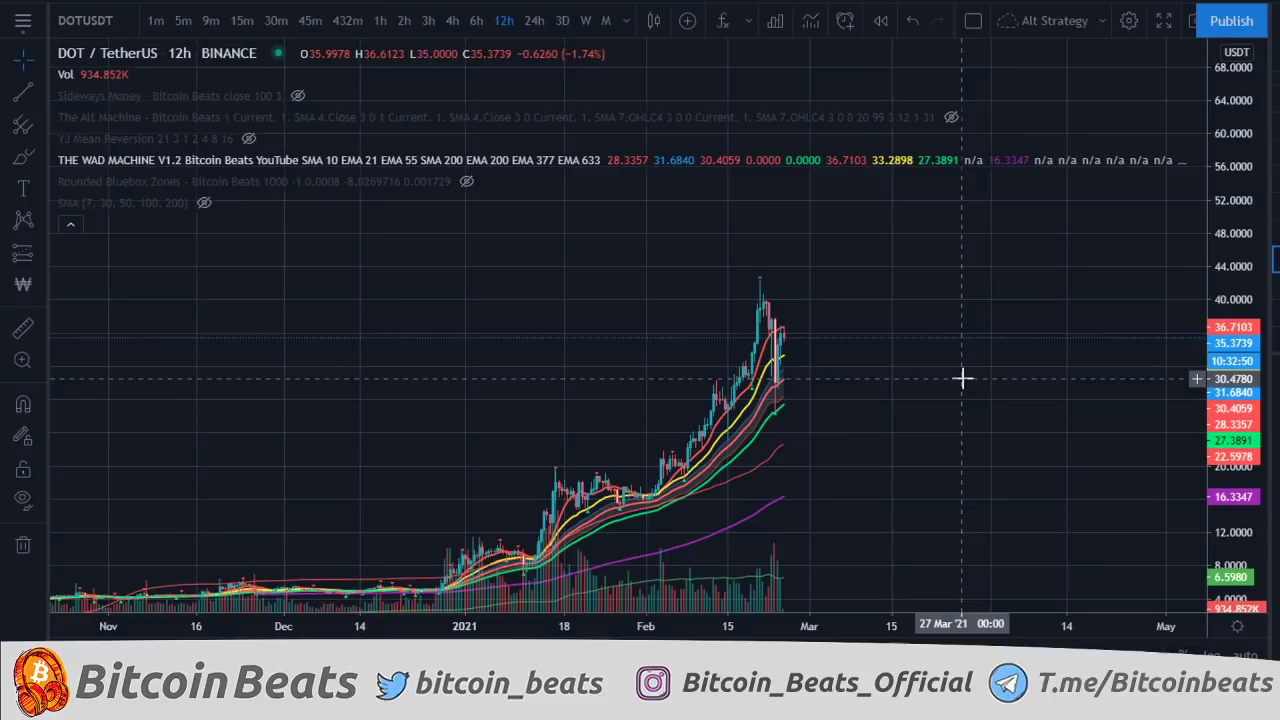 DOTUSDT 1m 5m 9m 15m 30m 45m 432m 1h 2h 3h 4h 6h 12h 24h 3D W M Alt Strategy Publish
DOT / TetherUS 12h BINANCE O35.9978 H36.6123 L35.0000 C35.3739 −0.6260 (−1.74%) USDT
Vol 934.852K
68.0000
Sideways Money - Bitcoin Beats close 100 3
64.0000
The Alt Machine - Bitcoin Beats 1 Current. 1. SMA 4.Close 3 0 1 Current. 1. SMA 4.Close 3 0 Current. 1. SMA 7.OHLC4 3 0 0 Current. 1. SMA 7.OHLC4 3 0 0 20 99 3 12 1 31
60.0000
YJ Mean Reversion 21 3 1 2 4 8 16
THE WAD MACHINE V1.2 Bitcoin Beats YouTube SMA 10 EMA 21 EMA 55 SMA 200 EMA 200 EMA 377 EMA 633 28.3357 31.6840 30.4059 0.0000 0.0000 36.7103 33.2898 27.3891 n/a 16.3347 n/a n/a n/a n/a n/a n/a ...
56.0000
Rounded Bluebox Zones - Bitcoin Beats 1000 -1 0.0008 -8.0269716 0.001729
52.0000
SMA (7, 30, 50, 100, 200)
48.0000
44.0000
40.0000
36.7103
35.3739
10:32:50
30.4780
31.6840
30.4059
28.3357
27.3891
22.5978
20.0000
16.3347
12.0000
8.0000
6.5980
4.0000
934.852K
Nov 16 Dec 14 2021 18 Feb 15 Mar 15 27 Mar '21 00:00 14 May
% log auto
Bitcoin Beats bitcoin_beats Bitcoin_Beats_Official T.me/Bitcoinbeats